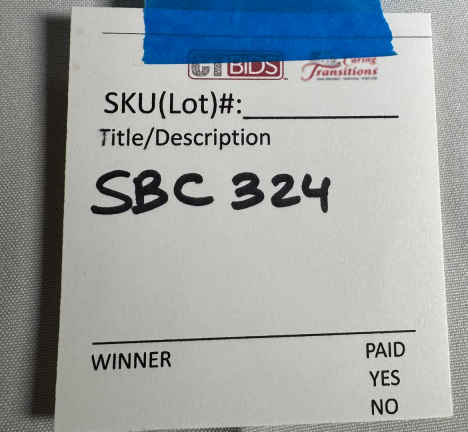 CTBIDS
Caring
Transitions
SKU(Lot)#:
Title/Description
SBC 324
WINNER
PAID
YES
NO